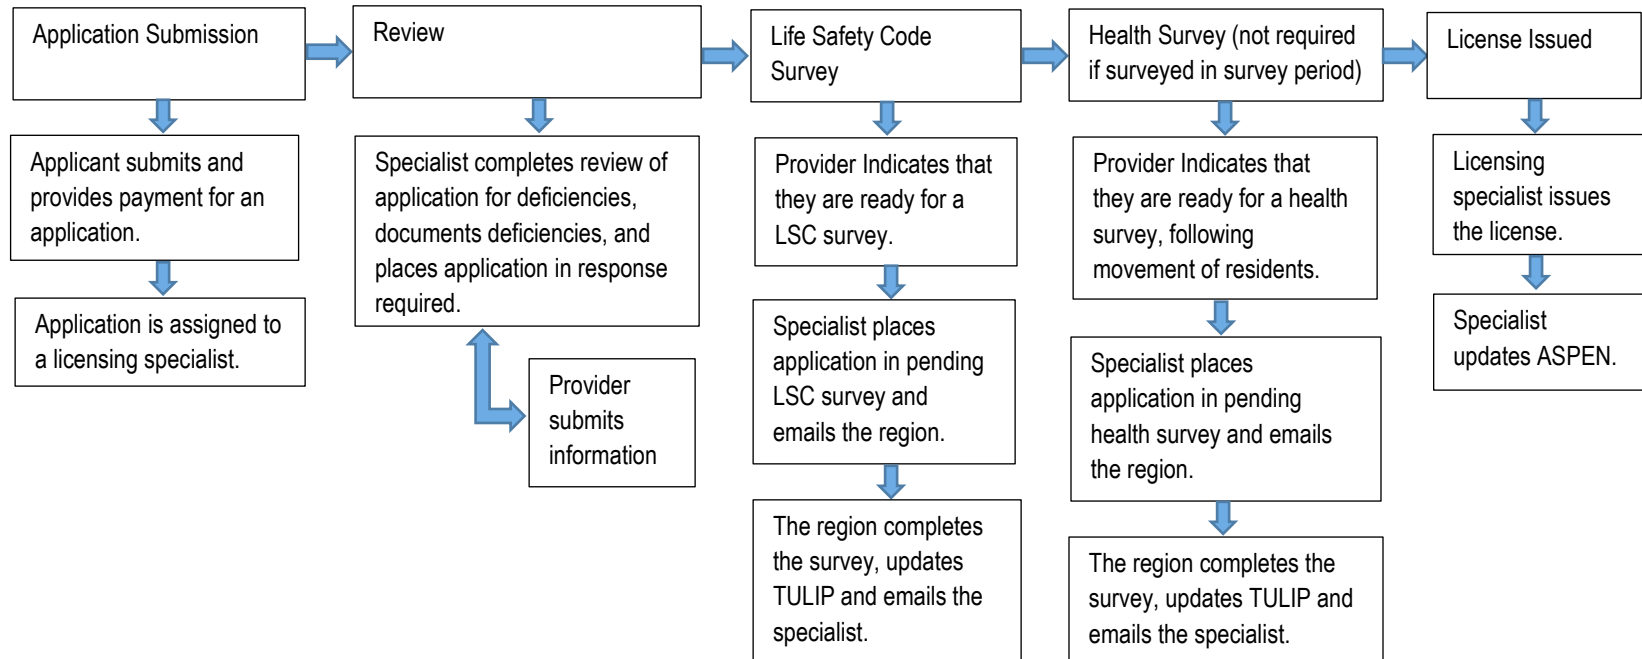 Application Submission
Applicant submits and
provides payment for an
application.
Application is assigned to
a licensing specialist.
Review
Specialist completes review of
application for deficiencies,
documents deficiencies, and
places application in response
required.
Provider
submits
information
Life Safety Code
Survey
Provider Indicates that
they are ready for a
LSC survey.
Specialist places
application in pending
LSC survey and
emails the region.
The region completes
the survey, updates
TULIP and emails the
specialist.
Health Survey (not required
if surveyed in survey period)
Provider Indicates that
they are ready for a health
survey, following
movement of residents.
Specialist places
application in pending
health survey and emails
the region.
The region completes the
survey, updates TULIP and
emails the specialist.
License Issued
Licensing
specialist issues
the license.
Specialist
updates ASPEN.